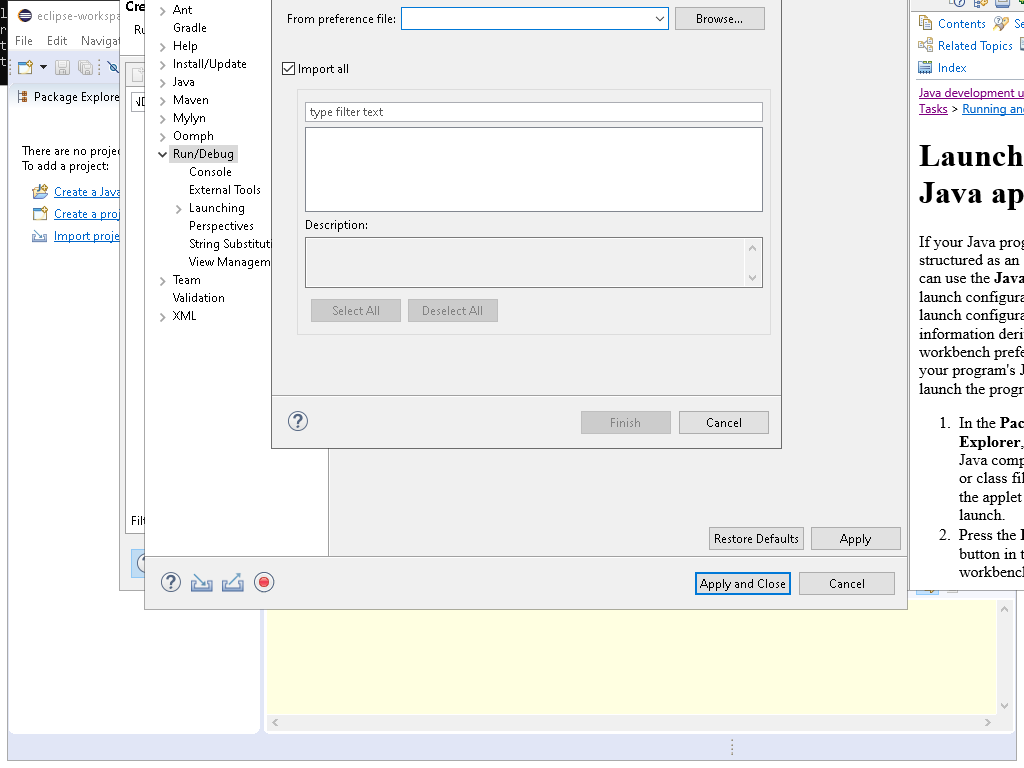 eclipse-workspa
File Edit Navigat
Package Explore
There are no projec
To add a project:
Create a Java
Create a proj
Import proje
Cre
Ru
Filt
Ant
Gradle
Help
Install/Update
Java
Maven
Mylyn
Oomph
Run/Debug
Console
External Tools
Launching
Perspectives
String Substituti
View Managem
Team
Validation
XML
From preference file:
Browse...
Import all
type filter text
Description:
Select All
Deselect All
Finish
Cancel
Restore Defaults
Apply
Apply and Close
Cancel
Contents
Se
Related Topics
Index
Java development u
Tasks > Running and
Launch
Java ap
If your Java prog
structured as an
can use the Java
launch configura
launch configura
information deri
workbench prefe
your program's J
launch the progr
1. In the Pac
Explorer,
Java comp
or class fil
the applet
launch.
2. Press the
button in t
workbench